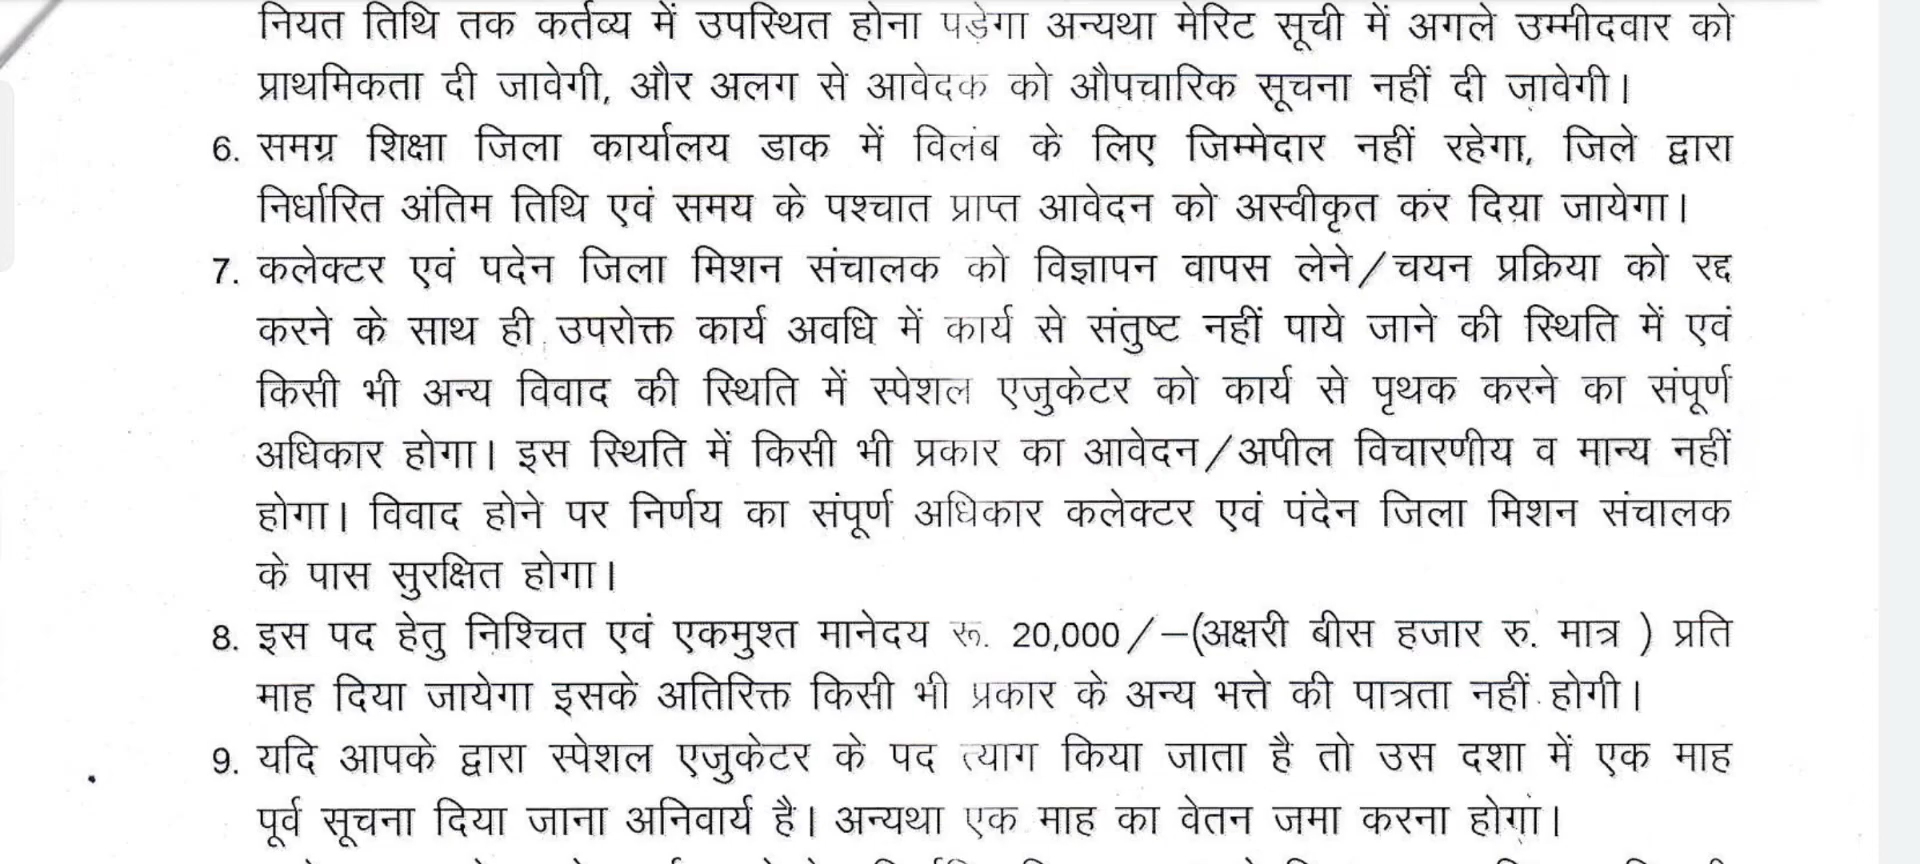 नियत तिथि तक कर्तव्य में उपस्थित होना पड़ेगा अन्यथा मेरिट सूची में अगले उम्मीदवार को
प्राथमिकता दी जावेगी, और अलग से आवेदक को औपचारिक सूचना नहीं दी जावेगी।
6. समग्र शिक्षा जिला कार्यालय डाक में विलंब के लिए जिम्मेदार नहीं रहेगा, जिले द्वारा
निर्धारित अंतिम तिथि एवं समय के पश्चात प्राप्त आवेदन को अस्वीकृत कर दिया जायेगा।
7. कलेक्टर एवं पदेन जिला मिशन संचालक को विज्ञापन वापस लेने/चयन प्रक्रिया को रद्द
करने के साथ ही उपरोक्त कार्य अवधि में कार्य से संतुष्ट नहीं पाये जाने की स्थिति में एवं
किसी भी अन्य विवाद की स्थिति में स्पेशल एजुकेटर को कार्य से पृथक करने का संपूर्ण
अधिकार होगा। इस स्थिति में किसी भी प्रकार का आवेदन/अपील विचारणीय व मान्य नहीं
होगा। विवाद होने पर निर्णय का संपूर्ण अधिकार कलेक्टर एवं पंदेन जिला मिशन संचालक
के पास सुरक्षित होगा।
8. इस पद हेतु निश्चित एवं एकमुश्त मानेदय रू. 20,000/-(अक्षरी बीस हजार रु. मात्र ) प्रति
माह दिया जायेगा इसके अतिरिक्त किसी भी प्रकार के अन्य भत्ते की पात्रता नहीं होगी।
9. यदि आपके द्वारा स्पेशल एजुकेटर के पद त्याग किया जाता है तो उस दशा में एक माह
पूर्व सूचना दिया जाना अनिवार्य है। अन्यथा एक माह का वेतन जमा करना होगा।